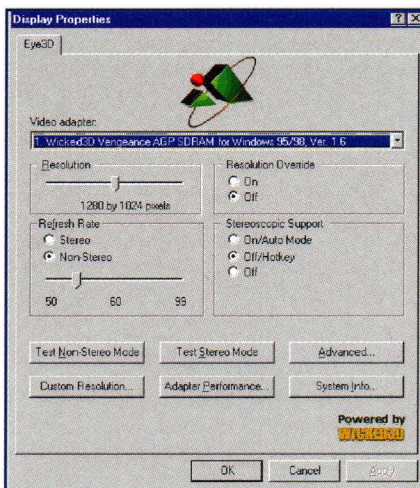 Display Properties
Eye3D
Video adapter:
1. Wicked3D Vengeance AGP SDRAM for Windows 95/98, Ver. 1.6
Resolution
1280 by 1024 pixels
Resolution Override
On
Off
Refresh Rate
Stereo
Non-Stereo
50 60 99
Stereoscopic Support
On/Auto Mode
Off/Hotkey
Off
Test Non-Stereo Mode
Test Stereo Mode
Advanced...
Custom Resolution...
Adapter Performance...
System Info...
Powered by
WICKED3D
OK
Cancel
Apply